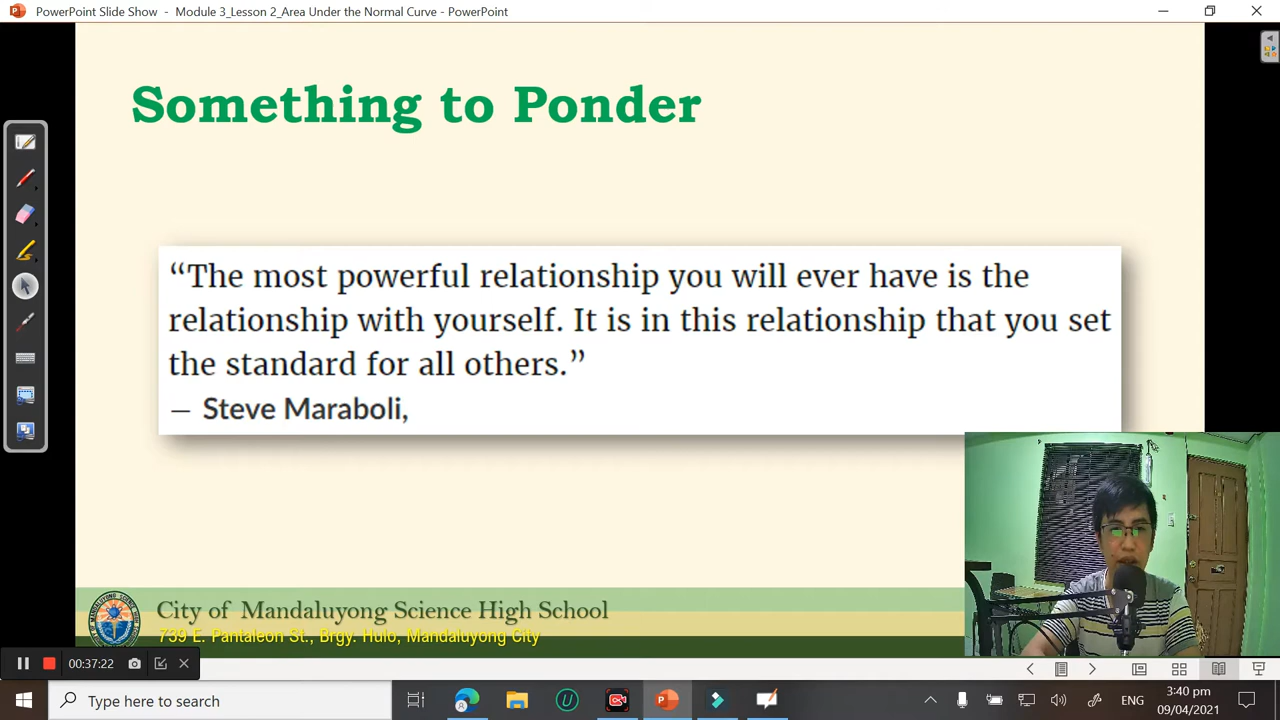 PowerPoint Slide Show - Module 3_Lesson 2_Area Under the Normal Curve - PowerPoint
Something to Ponder
“The most powerful relationship you will ever have is the
relationship with yourself. It is in this relationship that you set
the standard for all others.”
— Steve Maraboli,
City of Mandaluyong Science High School
739 E. Pantaleon St., Brgy. Hulo, Mandaluyong City
00:37:22
Type here to search
ENG
3:40 pm
09/04/2021